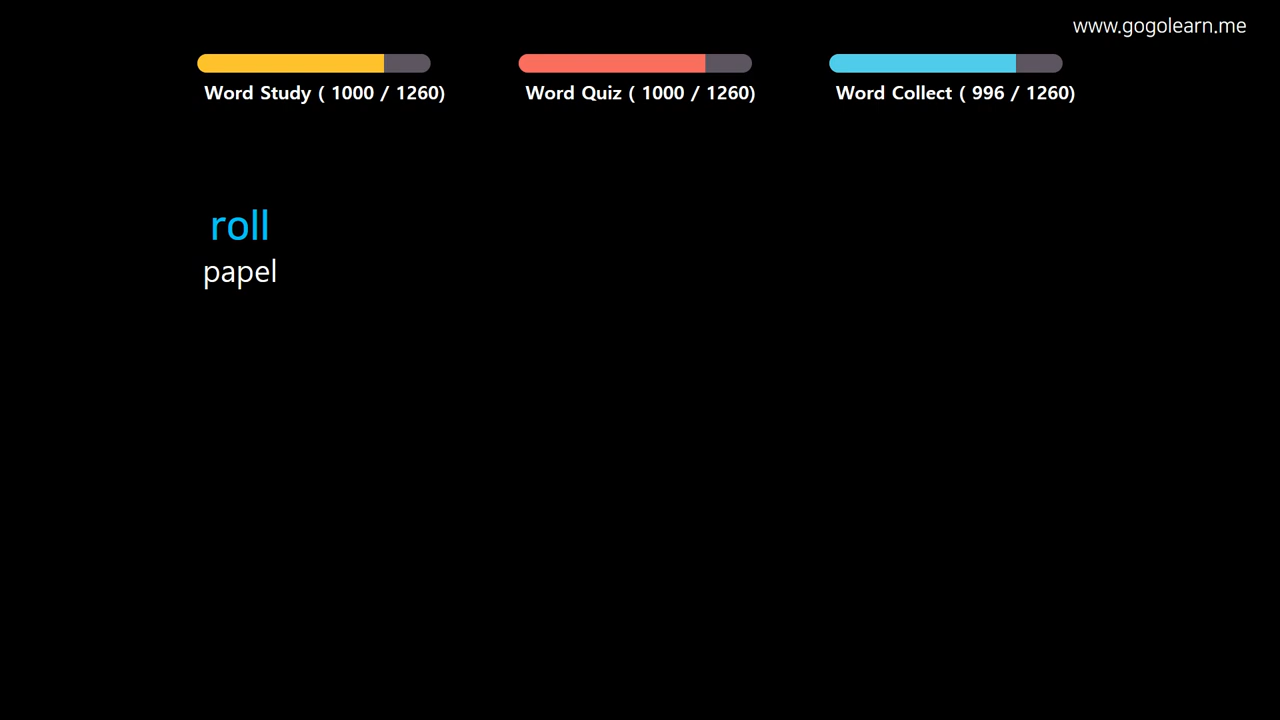 www.gogolearn.me
Word Study ( 1000 / 1260)
Word Quiz ( 1000 / 1260)
Word Collect ( 996 / 1260)
roll
papel